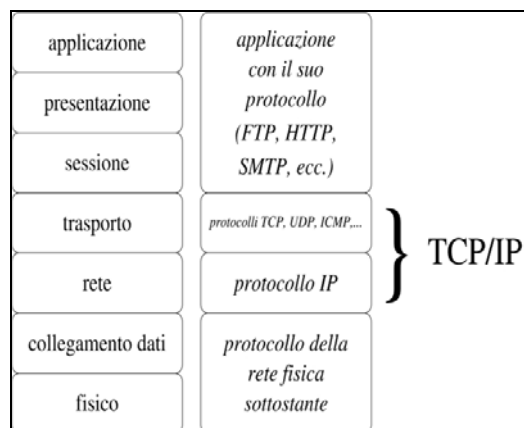 applicazione
presentazione
sessione
trasporto
rete
collegamento dati
fisico
applicazione
con il suo
protocollo
(FTP, HTTP,
SMTP, ecc.)
protocolli TCP, UDP, ICMP,...
protocollo IP
protocollo della
rete fisica
sottostante
TCP/IP